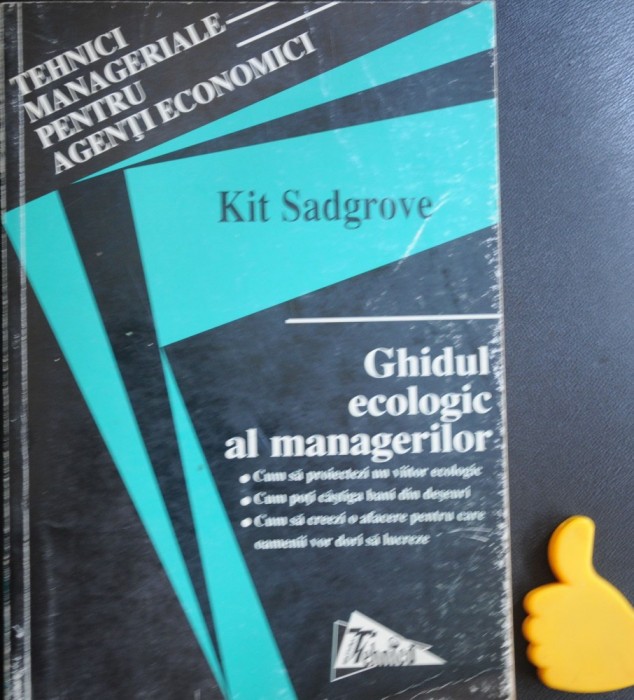 TEHNICI
MANAGERIALE
PENTRU
AGENȚI ECONOMICI
Kit Sadgrove
Ghidul
ecologic
al managerilor
• Cum să proiectezi un viitor ecologic
• Cum poți câștiga bani din deșeuri
• Cum să creezi o afacere pentru care
oamenii vor dori să lucreze